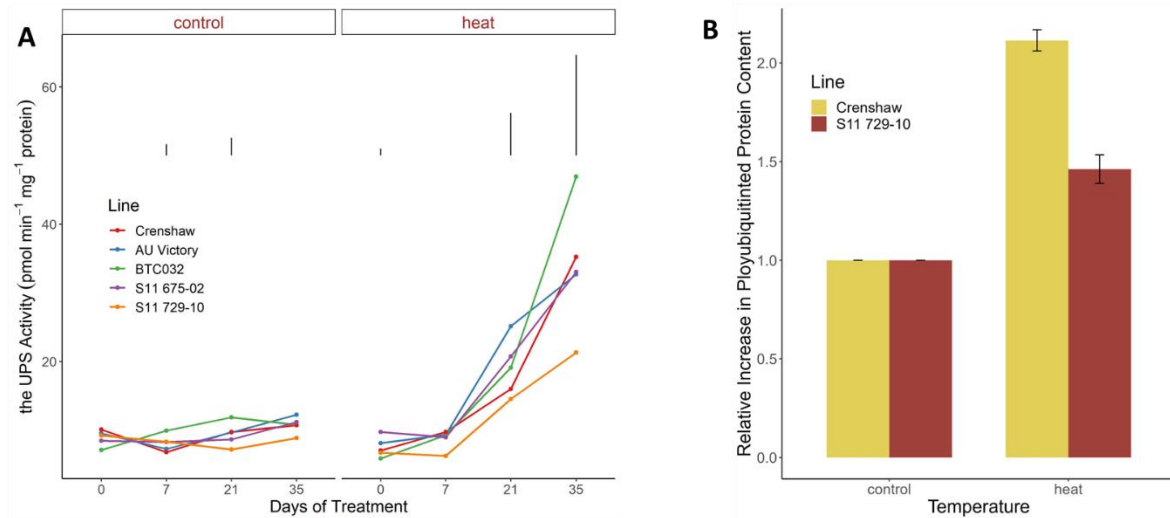 A
control
heat
the UPS Activity (pmol min⁻¹ mg⁻¹ protein)
60
40
20
Line
Crenshaw
AU Victory
BTC032
S11 675-02
S11 729-10
0 7 21 35
0 7 21 35
Days of Treatment
B
Relative Increase in Ployubiquitinted Protein Content
2.0
1.5
1.0
0.5
0.0
Line
Crenshaw
S11 729-10
control
heat
Temperature